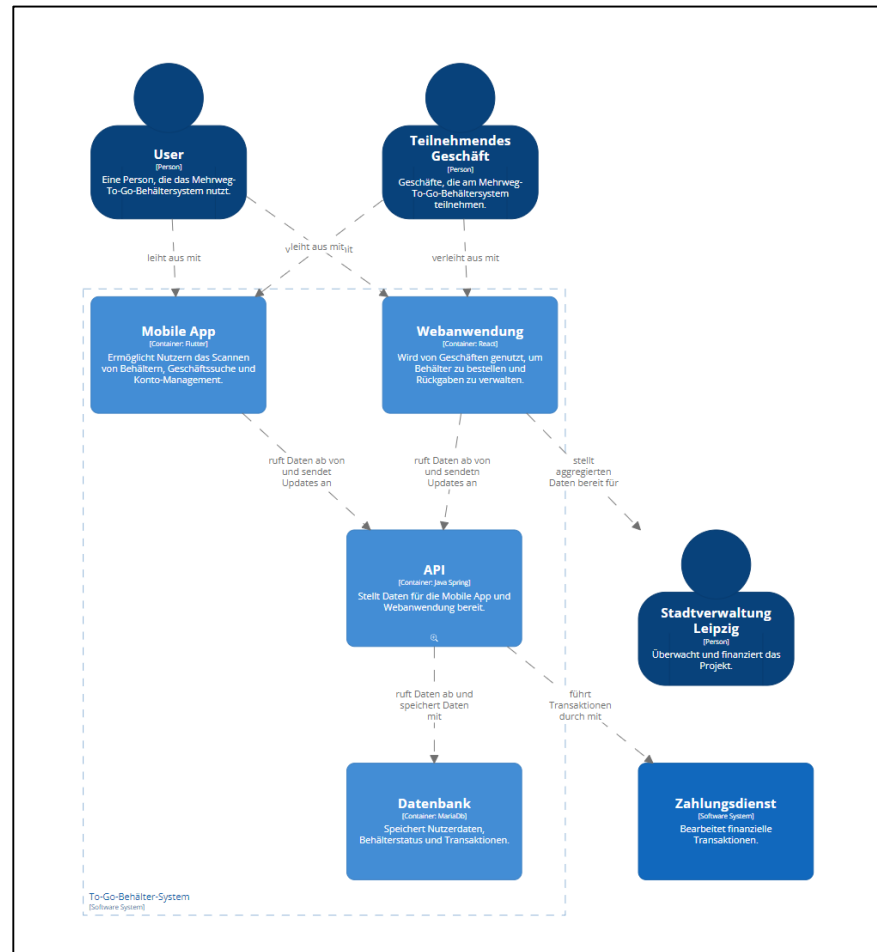 User
[Person]
Eine Person, die das Mehrweg-
To-Go-Behältersystem nutzt.
Teilnehmendes
Geschäft
[Person]
Geschäfte, die am Mehrweg-
To-Go-Behältersystem
teilnehmen.
leiht aus mit
leiht aus mit
verleiht aus mit
Mobile App
[Container: Flutter]
Ermöglicht Nutzern das Scannen
von Behältern, Geschäftssuche und
Konto-Management.
Webanwendung
[Container: React]
Wird von Geschäften genutzt, um
Behälter zu bestellen und
Rückgaben zu verwalten.
ruft Daten ab von
und sendet
Updates an
ruft Daten ab von
und sendetn
Updates an
stellt
aggregierten
Daten bereit für
API
[Container: Java Spring]
Stellt Daten für die Mobile App und
Webanwendung bereit.
Stadtverwaltung
Leipzig
[Person]
Überwacht und finanziert das
Projekt.
ruft Daten ab und
speichert Daten
mit
führt
Transaktionen
durch mit
Datenbank
[Container: MariaDb]
Speichert Nutzerdaten,
Behälterstatus und Transaktionen.
Zahlungsdienst
[Software System]
Bearbeitet finanzielle
Transaktionen.
To-Go-Behälter-System
[Software System]